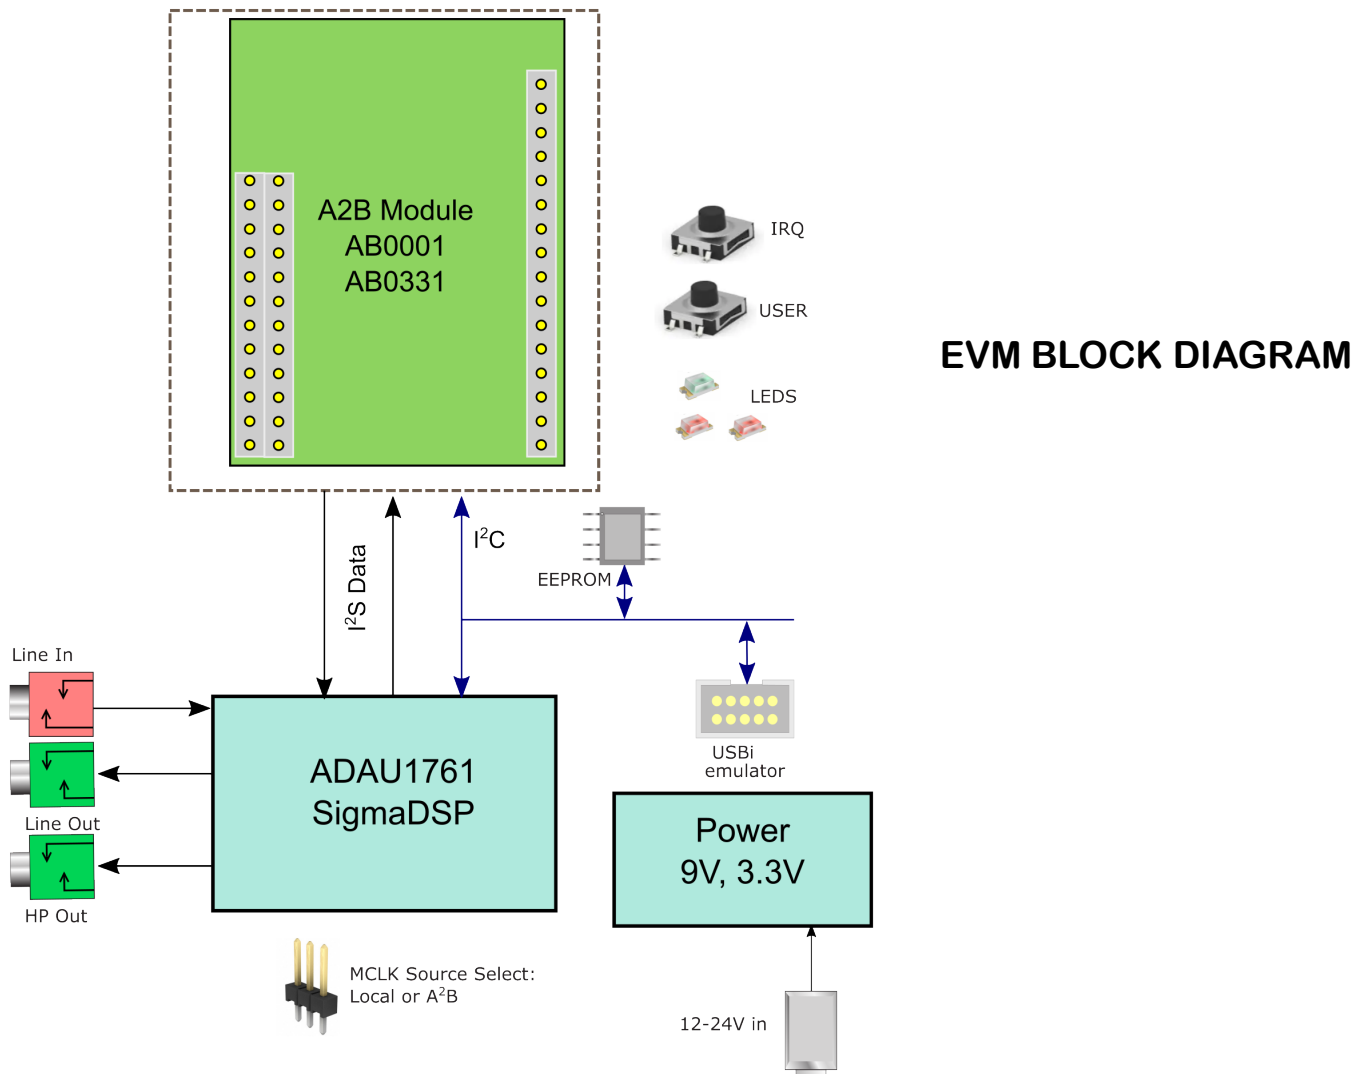 A2B Module
AB0001
AB0331
IRQ
USER
EVM BLOCK DIAGRAM
LEDS
I²C
I²S Data
EEPROM
Line In
USBi
emulator
ADAU1761
SigmaDSP
Line Out
Power
9V, 3.3V
HP Out
MCLK Source Select:
Local or A²B
12-24V in